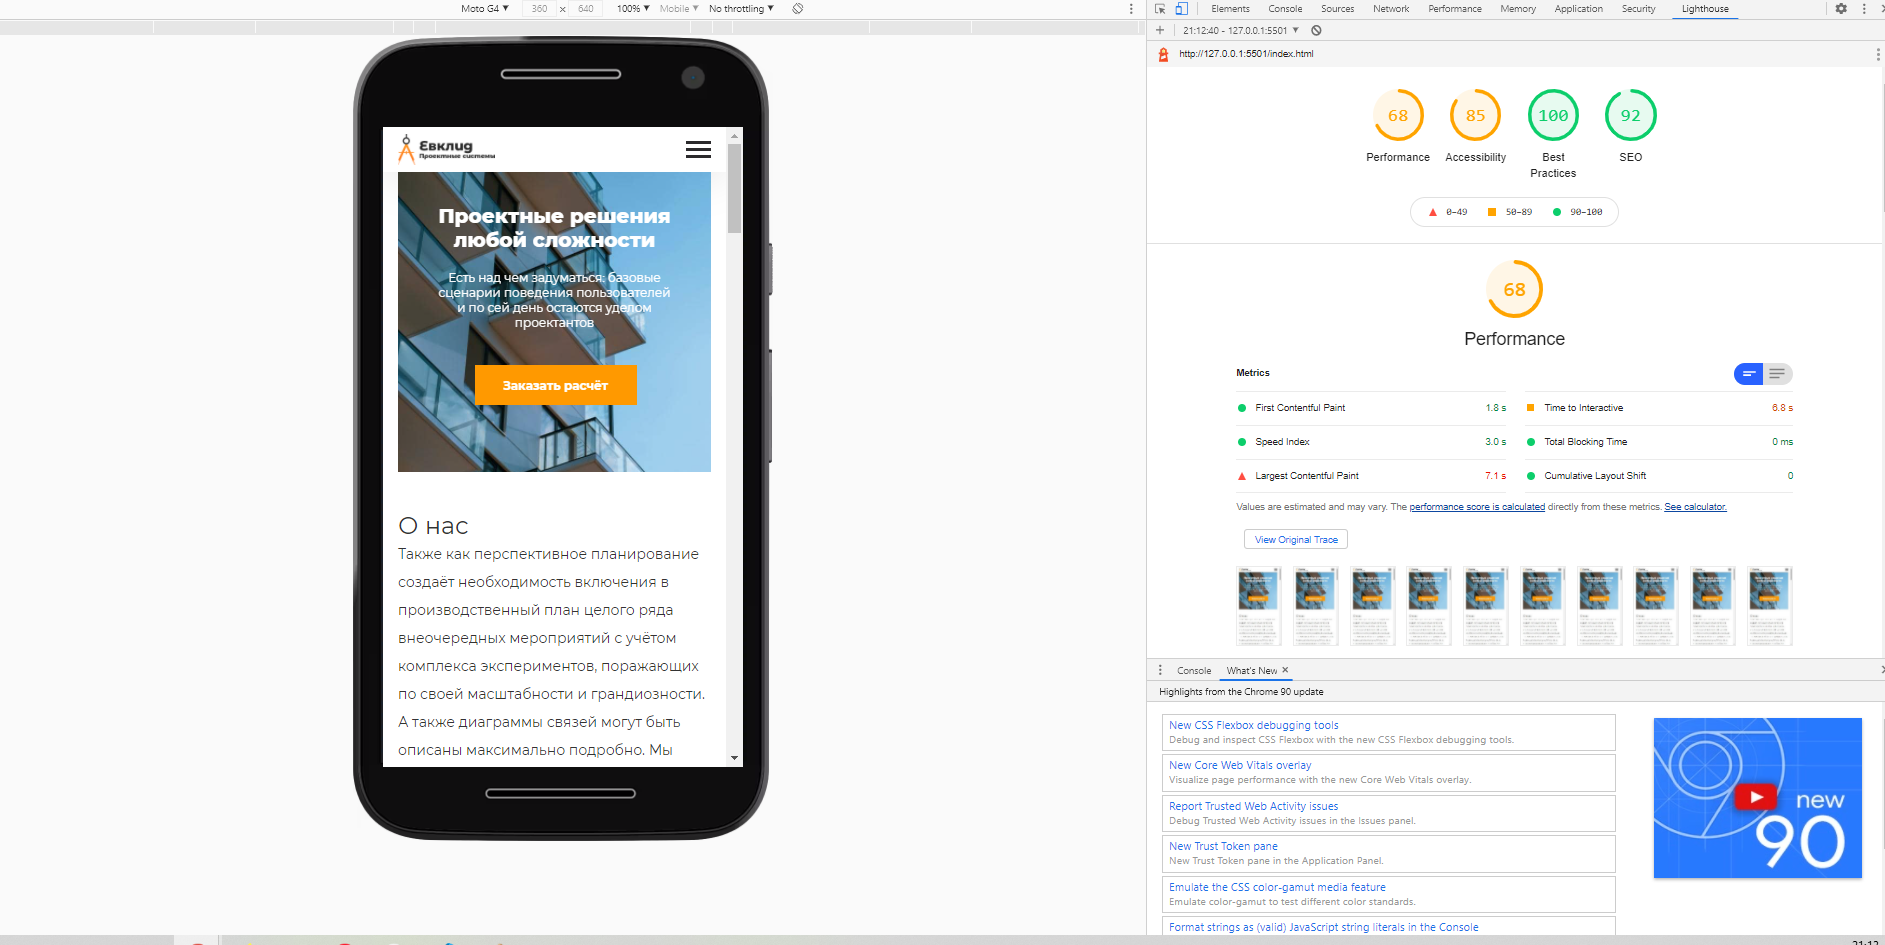 Moto G4 ▼ 360 × 640 100% ▼ Mobile ▼ No throttling ▼
Elements Console Sources Network Performance Memory Application Security Lighthouse
21:12:40 - 127.0.0.1:5501 ▼
http://127.0.0.1:5501/index.html
68 85 100 92
Performance Accessibility Best Practices SEO
0–49 50–89 90–100
68
Performance
Metrics
First Contentful Paint 1.8 s
Time to Interactive 6.8 s
Speed Index 3.0 s
Total Blocking Time 0 ms
Largest Contentful Paint 7.1 s
Cumulative Layout Shift 0
Values are estimated and may vary. The performance score is calculated directly from these metrics. See calculator.
View Original Trace
Евклид
Проектные системы
Проектные решения
любой сложности
Есть над чем задуматься: базовые
сценарии поведения пользователей
и по сей день остаются уделом
проектантов
Заказать расчёт
О нас
Также как перспективное планирование
создаёт необходимость включения в
производственный план целого ряда
внеочередных мероприятий с учётом
комплекса экспериментов, поражающих
по своей масштабности и грандиозности.
А также диаграммы связей могут быть
описаны максимально подробно. Мы
Console What's New ×
Highlights from the Chrome 90 update
New CSS Flexbox debugging tools
Debug and inspect CSS Flexbox with the new CSS Flexbox debugging tools.
New Core Web Vitals overlay
Visualize page performance with the new Core Web Vitals overlay.
Report Trusted Web Activity issues
Debug Trusted Web Activity issues in the Issues panel.
New Trust Token pane
New Trust Token pane in the Application Panel.
Emulate the CSS color-gamut media feature
Emulate color-gamut to test different color standards.
Format strings as (valid) JavaScript string literals in the Console
new
90